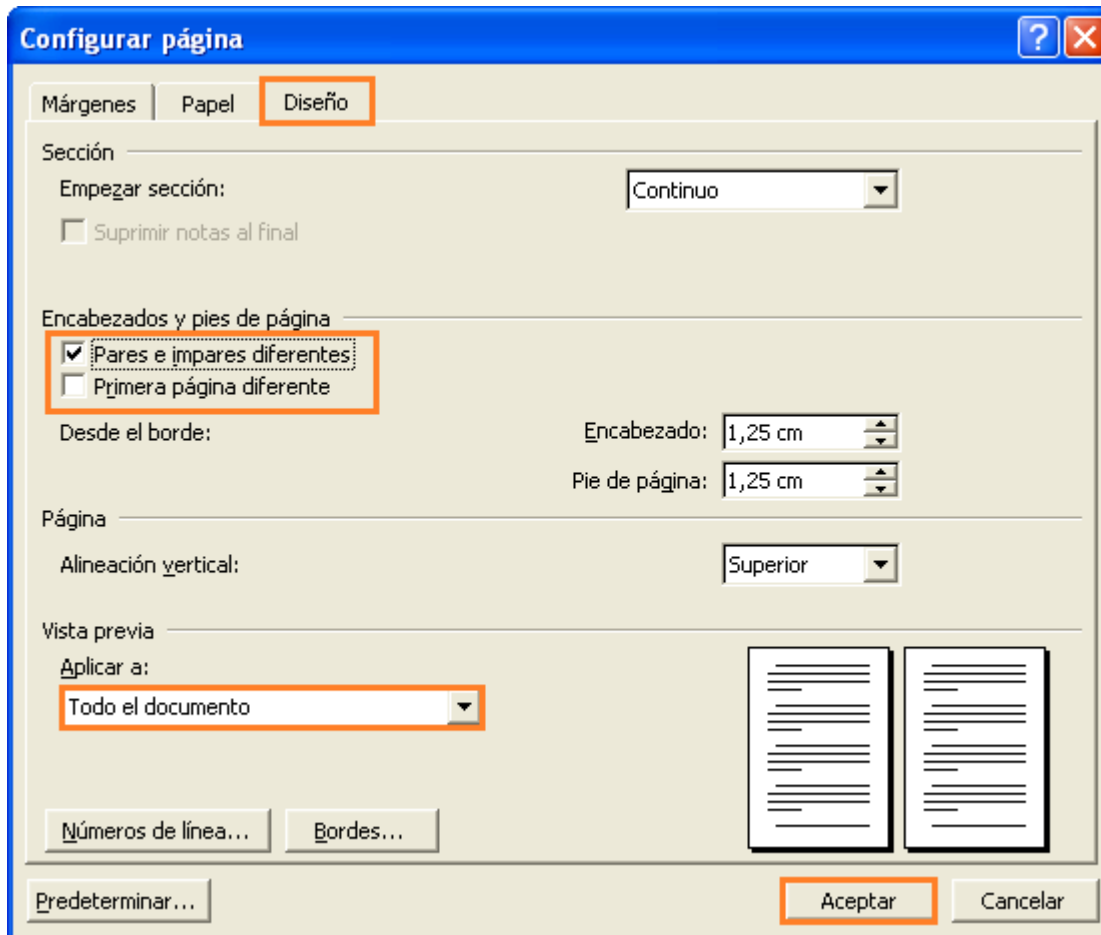 Configurar página
?
Márgenes Papel Diseño
Sección
Empezar sección: Continuo
Suprimir notas al final
Encabezados y pies de página
Pares e impares diferentes
Primera página diferente
Desde el borde: Encabezado: 1,25 cm
Pie de página: 1,25 cm
Página
Alineación vertical: Superior
Vista previa
Aplicar a:
Todo el documento
Números de línea... Bordes...
Predeterminar... Aceptar Cancelar